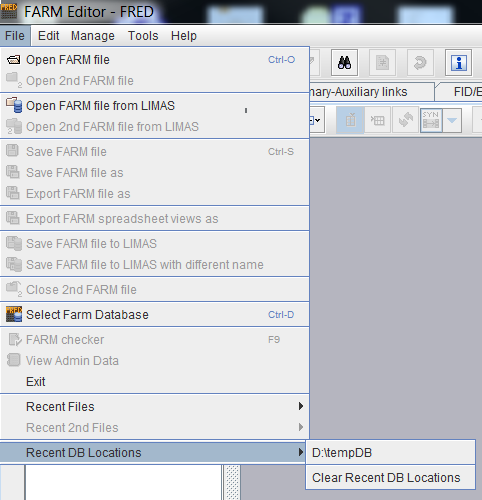 FRED FARM Editor - FRED
File Edit Manage Tools Help
Open FARM file Ctrl-O
Open 2nd FARM file
Open FARM file from LIMAS
Open 2nd FARM file from LIMAS
Save FARM file Ctrl-S
Save FARM file as
Export FARM file as
Export FARM spreadsheet views as
Save FARM file to LIMAS
Save FARM file to LIMAS with different name
Close 2nd FARM file
Select Farm Database Ctrl-D
FARM checker F9
View Admin Data
Exit
Recent Files
Recent 2nd Files
Recent DB Locations
D:\tempDB
Clear Recent DB Locations
nary-Auxiliary links FID/E
SYN